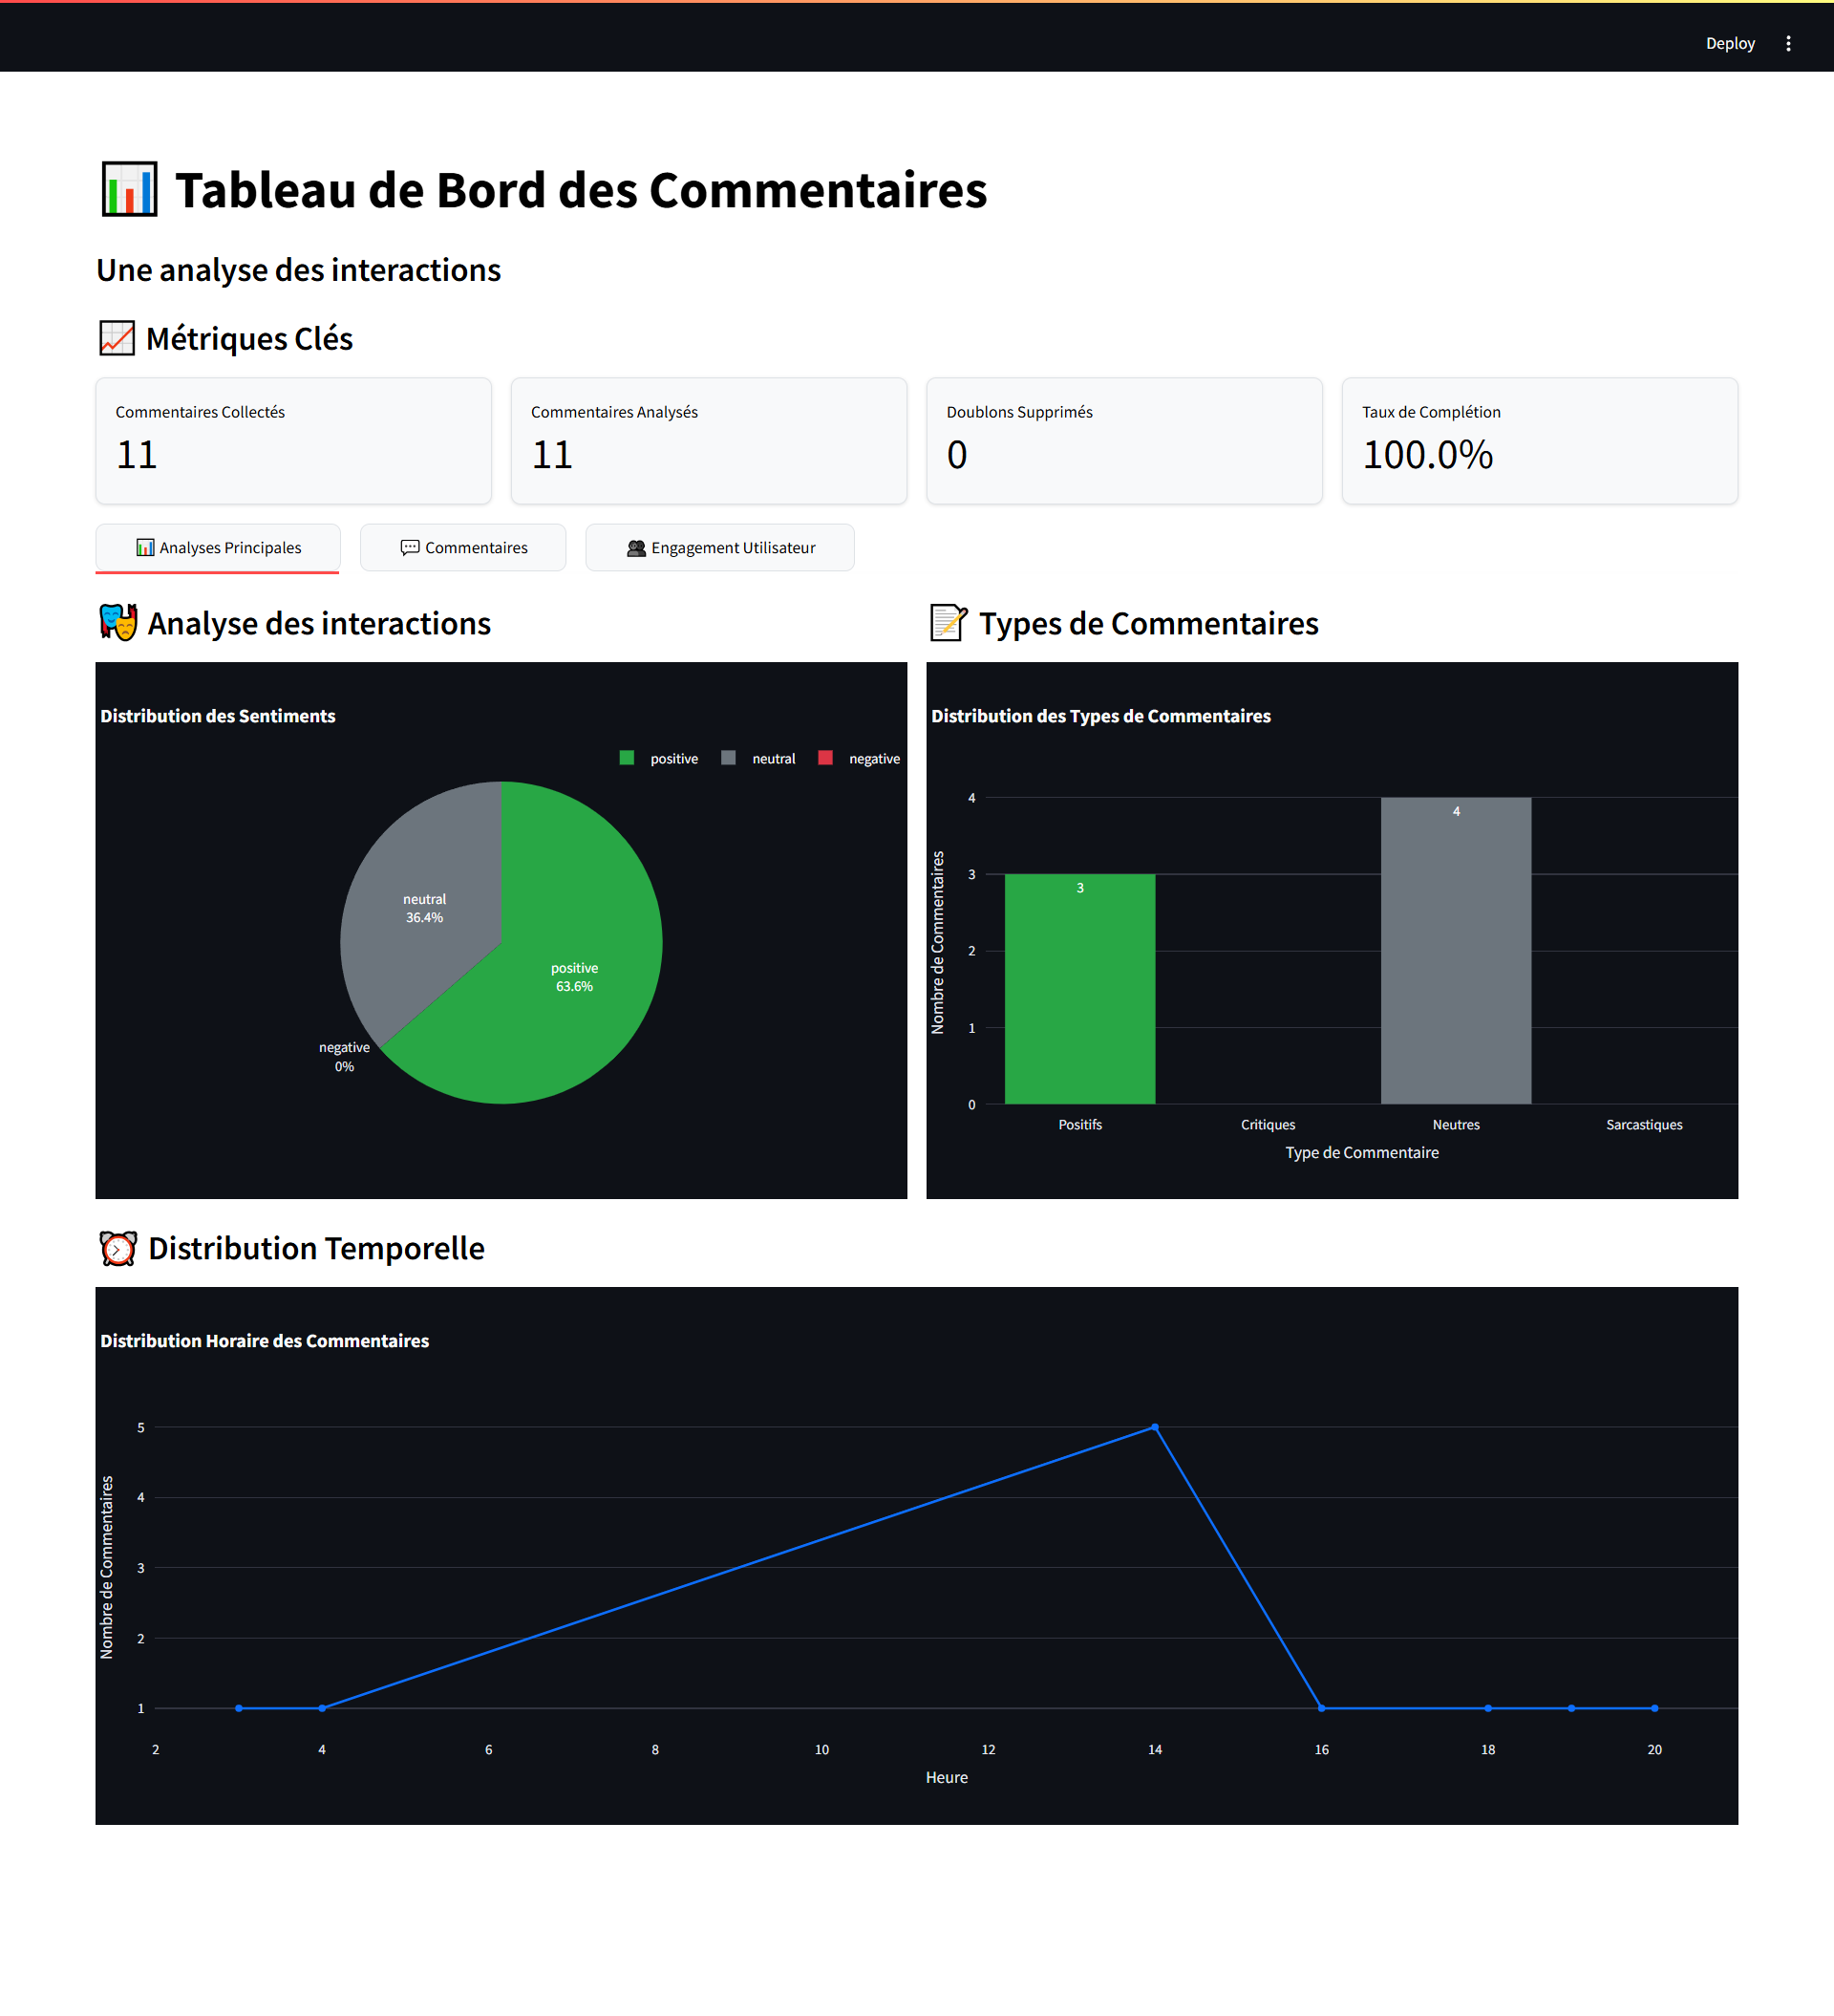 Deploy
Tableau de Bord des Commentaires
Une analyse des interactions
Métriques Clés
Commentaires Collectés
11
Commentaires Analysés
11
Doublons Supprimés
0
Taux de Complétion
100.0%
Analyses Principales
Commentaires
Engagement Utilisateur
Analyse des interactions
Distribution des Sentiments
positive
neutral
negative
neutral
36.4%
positive
63.6%
negative
0%
Types de Commentaires
Distribution des Types de Commentaires
Nombre de Commentaires
4
3
2
1
0
3
4
Positifs
Critiques
Neutres
Sarcastiques
Type de Commentaire
Distribution Temporelle
Distribution Horaire des Commentaires
Nombre de Commentaires
5
4
3
2
1
2
4
6
8
10
12
14
16
18
20
Heure